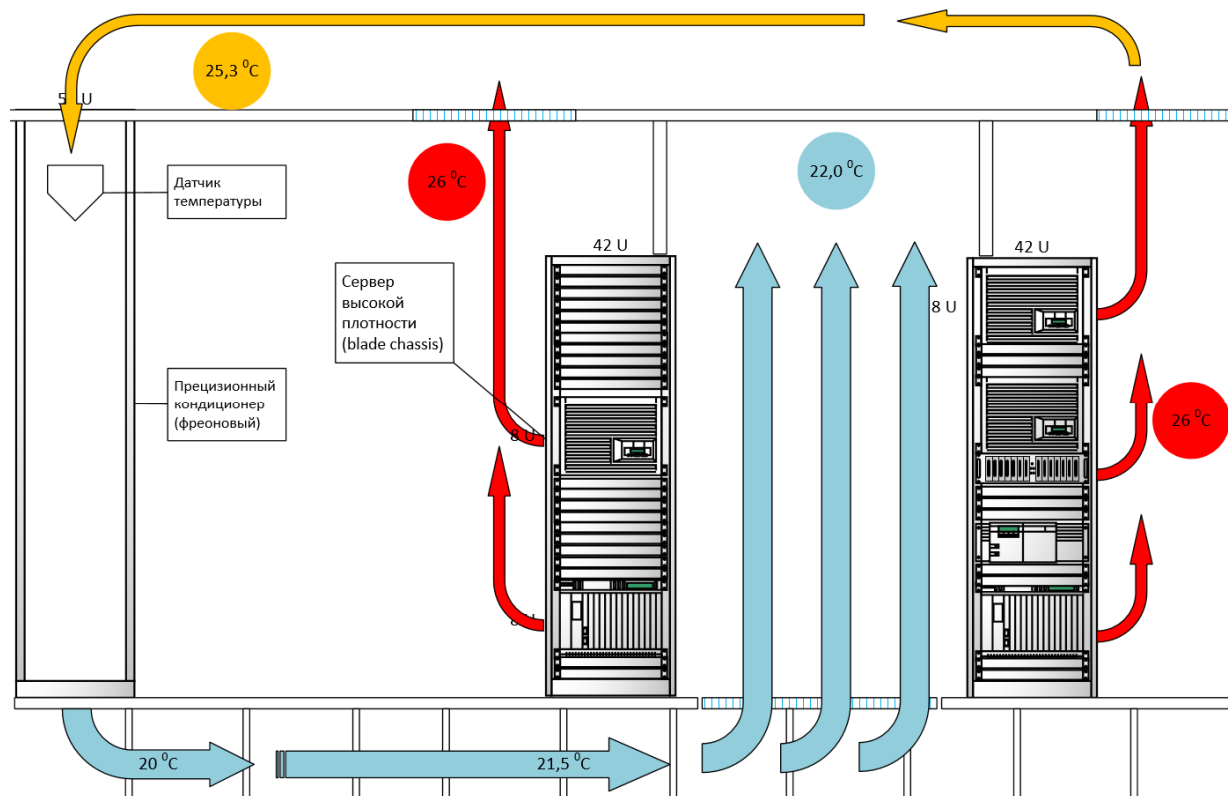 25,3 ⁰C
26 ⁰C
22,0 ⁰C
Датчик
температуры
42 U
42 U
Сервер
высокой
плотности
(blade chassis)
8 U
Прецизионный
кондиционер
(фреоновый)
8 U
26 ⁰C
8 U
20 ⁰C
21,5 ⁰C